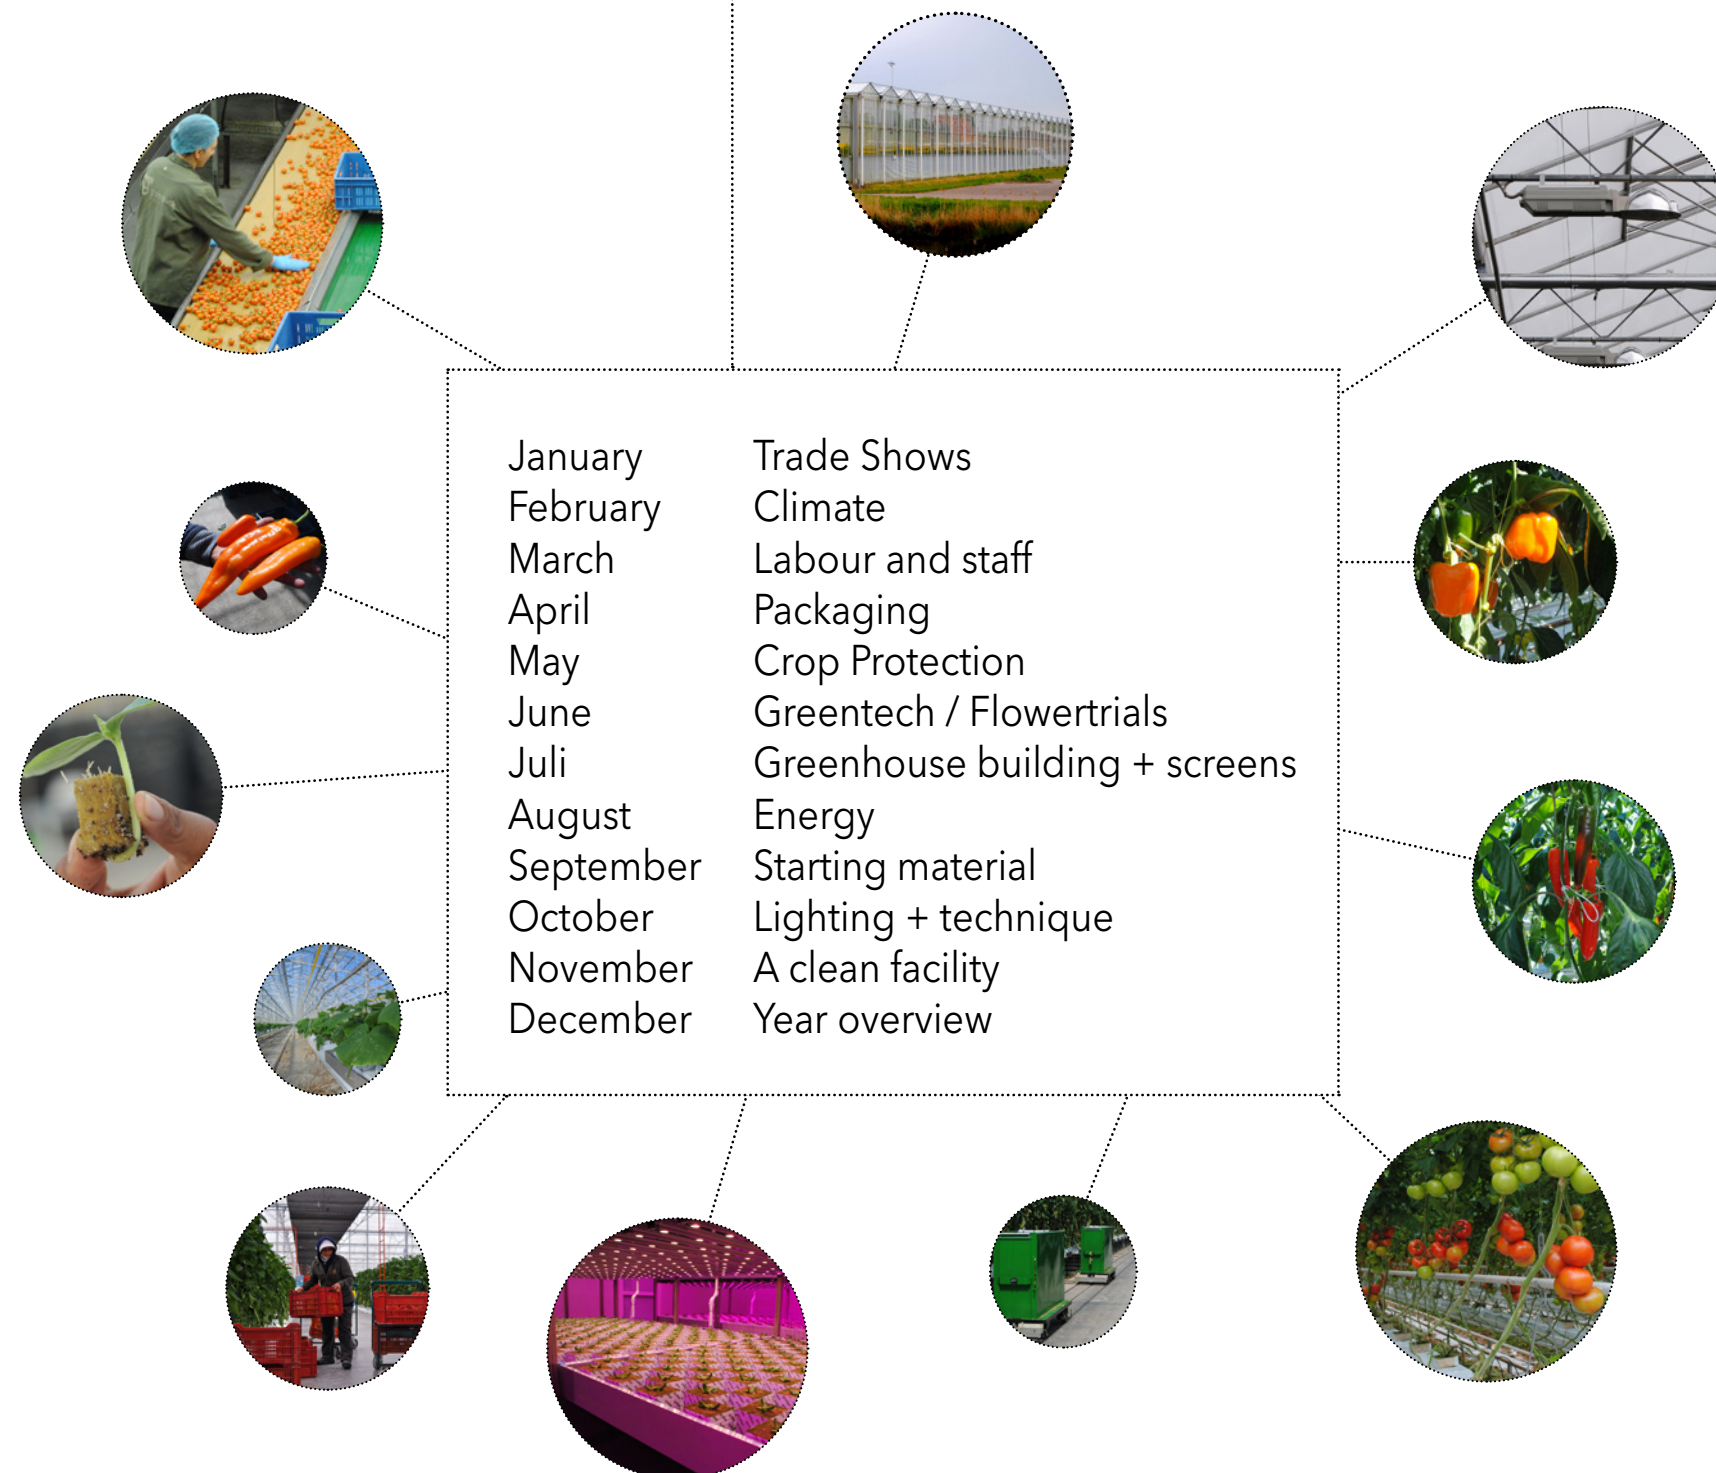 January Trade Shows
February Climate
March Labour and staff
April Packaging
May Crop Protection
June Greentech / Flowertrials
Juli Greenhouse building + screens
August Energy
September Starting material
October Lighting + technique
November A clean facility
December Year overview